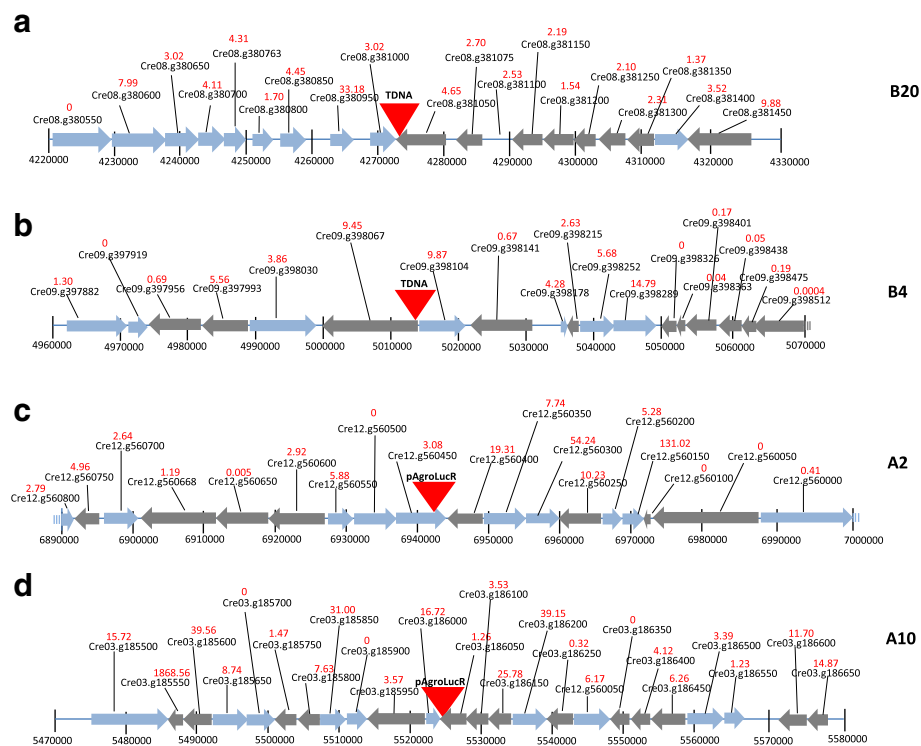 a
4.31
Cre08.g380763
3.02
Cre08.g380650
7.99
Cre08.g380600
4.11
Cre08.g380700
0
Cre08.g380550
1.70
Cre08.g380800
4.45
Cre08.g380850
33.18
Cre08.g380950
3.02
Cre08.g381000
TDNA
4.65
Cre08.g381050
2.70
Cre08.g381075
2.53
Cre08.g381100
2.19
Cre08.g381150
1.54
Cre08.g381200
2.10
Cre08.g381250
2.31
Cre08.g381300
1.37
Cre08.g381350
3.52
Cre08.g381400
9.88
Cre08.g381450
B20
4220000 4230000 4240000 4250000 4260000 4270000 4280000 4290000 4300000 4310000 4320000 4330000
b
1.30
Cre09.g397882
0
Cre09.g397919
0.69
Cre09.g397956
5.56
Cre09.g397993
3.86
Cre09.g398030
9.45
Cre09.g398067
TDNA
9.87
Cre09.g398104
0.67
Cre09.g398141
4.28
Cre09.g398178
2.63
Cre09.g398215
5.68
Cre09.g398252
14.79
Cre09.g398289
0
Cre09.g398326
0.04
Cre09.g398363
0.17
Cre09.g398401
0.05
Cre09.g398438
0.19
Cre09.g398475
0.0004
Cre09.g398512
B4
4960000 4970000 4980000 4990000 5000000 5010000 5020000 5030000 5040000 5050000 5060000 5070000
c
2.79
Cre12.g560800
4.96
Cre12.g560750
2.64
Cre12.g560700
1.19
Cre12.g560668
0.005
Cre12.g560650
2.92
Cre12.g560600
5.88
Cre12.g560550
0
Cre12.g560500
3.08
Cre12.g560450
pAgroLucR
19.31
Cre12.g560400
7.74
Cre12.g560350
54.24
Cre12.g560300
10.23
Cre12.g560250
5.28
Cre12.g560200
131.02
Cre12.g560150
0
Cre12.g560100
0
Cre12.g560050
0.41
Cre12.g560000
A2
6890000 6900000 6910000 6920000 6930000 6940000 6950000 6960000 6970000 6980000 6990000 7000000
d
15.72
Cre03.g185500
1868.56
Cre03.g185550
39.56
Cre03.g185600
8.74
Cre03.g185650
0
Cre03.g185700
1.47
Cre03.g185750
7.63
Cre03.g185800
31.00
Cre03.g185850
0
Cre03.g185900
3.57
Cre03.g185950
16.72
Cre03.g186000
pAgroLucR
1.26
Cre03.g186050
3.53
Cre03.g186100
25.78
Cre03.g186150
39.15
Cre03.g186200
0.32
Cre03.g186250
6.17
Cre12.g560050
0
Cre03.g186350
4.12
Cre03.g186400
6.26
Cre03.g186450
3.39
Cre03.g186500
1.23
Cre03.g186550
11.70
Cre03.g186600
14.87
Cre03.g186650
A10
5470000 5480000 5490000 5500000 5510000 5520000 5530000 5540000 5550000 5560000 5570000 5580000